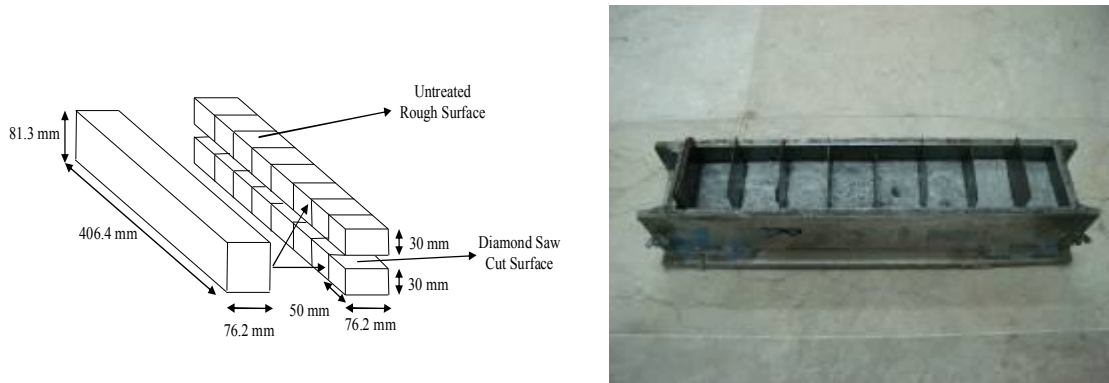 Untreated
Rough Surface
81.3 mm
406.4 mm
30 mm
Diamond Saw
Cut Surface
30 mm
50 mm
76.2 mm
76.2 mm